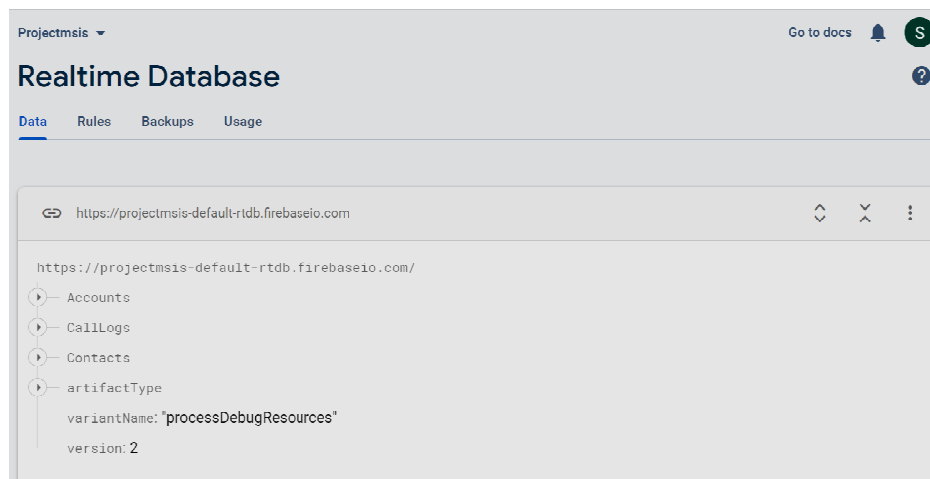 Projectmsis Go to docs S
Realtime Database ?
Data Rules Backups Usage
https://projectmsis-default-rtdb.firebaseio.com
https://projectmsis-default-rtdb.firebaseio.com/
Accounts
CallLogs
Contacts
artifactType
variantName: "processDebugResources"
version: 2